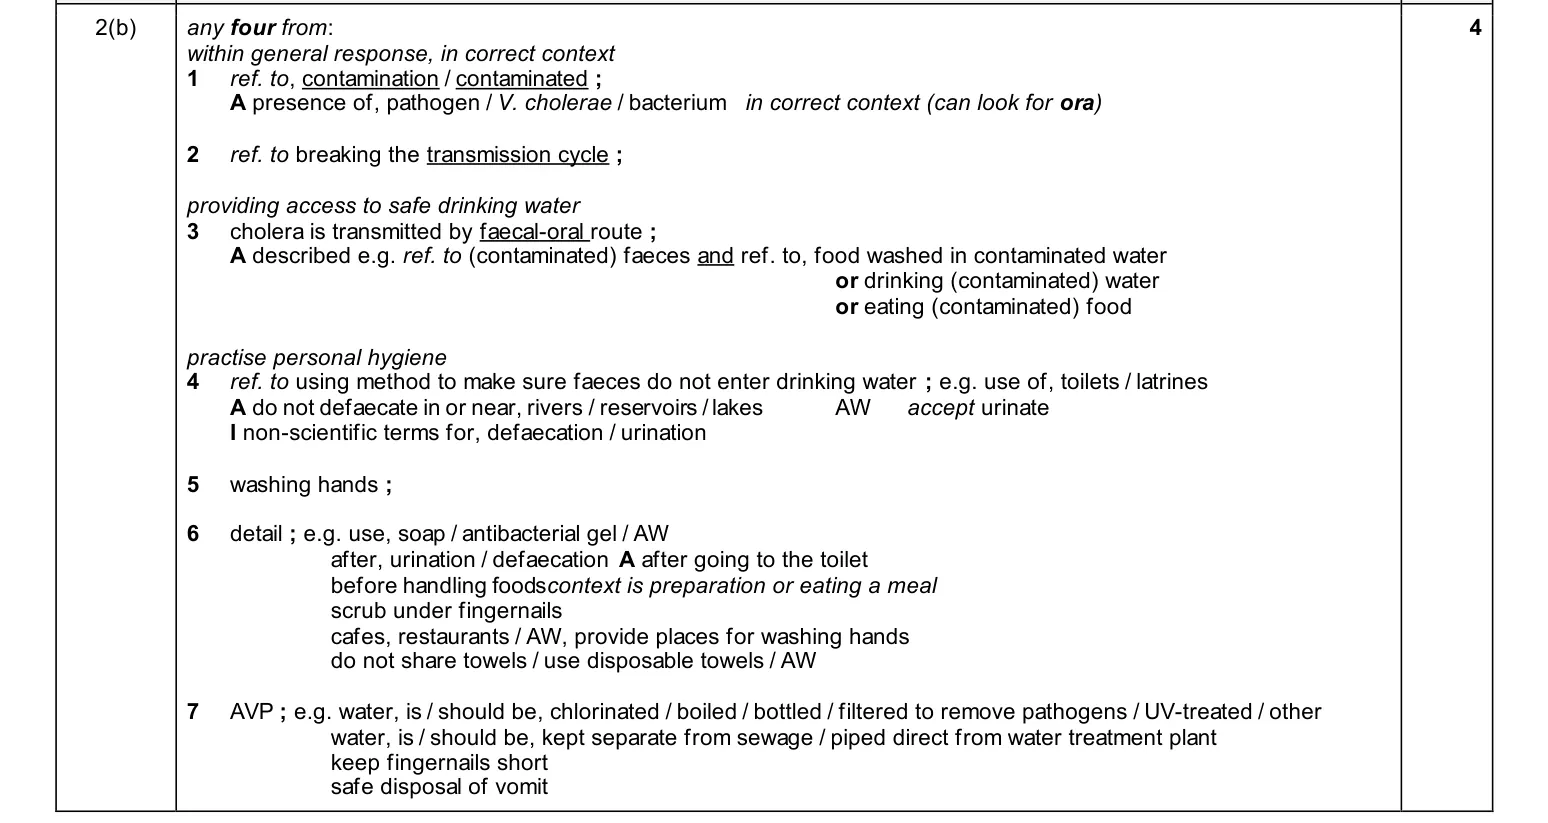 2(b) any four from: 4
within general response, in correct context
1 ref. to, contamination / contaminated ;
A presence of, pathogen / V. cholerae / bacterium in correct context (can look for ora)
2 ref. to breaking the transmission cycle ;
providing access to safe drinking water
3 cholera is transmitted by faecal-oral route ;
A described e.g. ref. to (contaminated) faeces and ref. to, food washed in contaminated water
or drinking (contaminated) water
or eating (contaminated) food
practise personal hygiene
4 ref. to using method to make sure faeces do not enter drinking water ; e.g. use of, toilets / latrines
A do not defaecate in or near, rivers / reservoirs / lakes AW accept urinate
I non-scientific terms for, defaecation / urination
5 washing hands ;
6 detail ; e.g. use, soap / antibacterial gel / AW
after, urination / defaecation A after going to the toilet
before handling foodscontext is preparation or eating a meal
scrub under fingernails
cafes, restaurants / AW, provide places for washing hands
do not share towels / use disposable towels / AW
7 AVP ; e.g. water, is / should be, chlorinated / boiled / bottled / filtered to remove pathogens / UV-treated / other
water, is / should be, kept separate from sewage / piped direct from water treatment plant
keep fingernails short
safe disposal of vomit